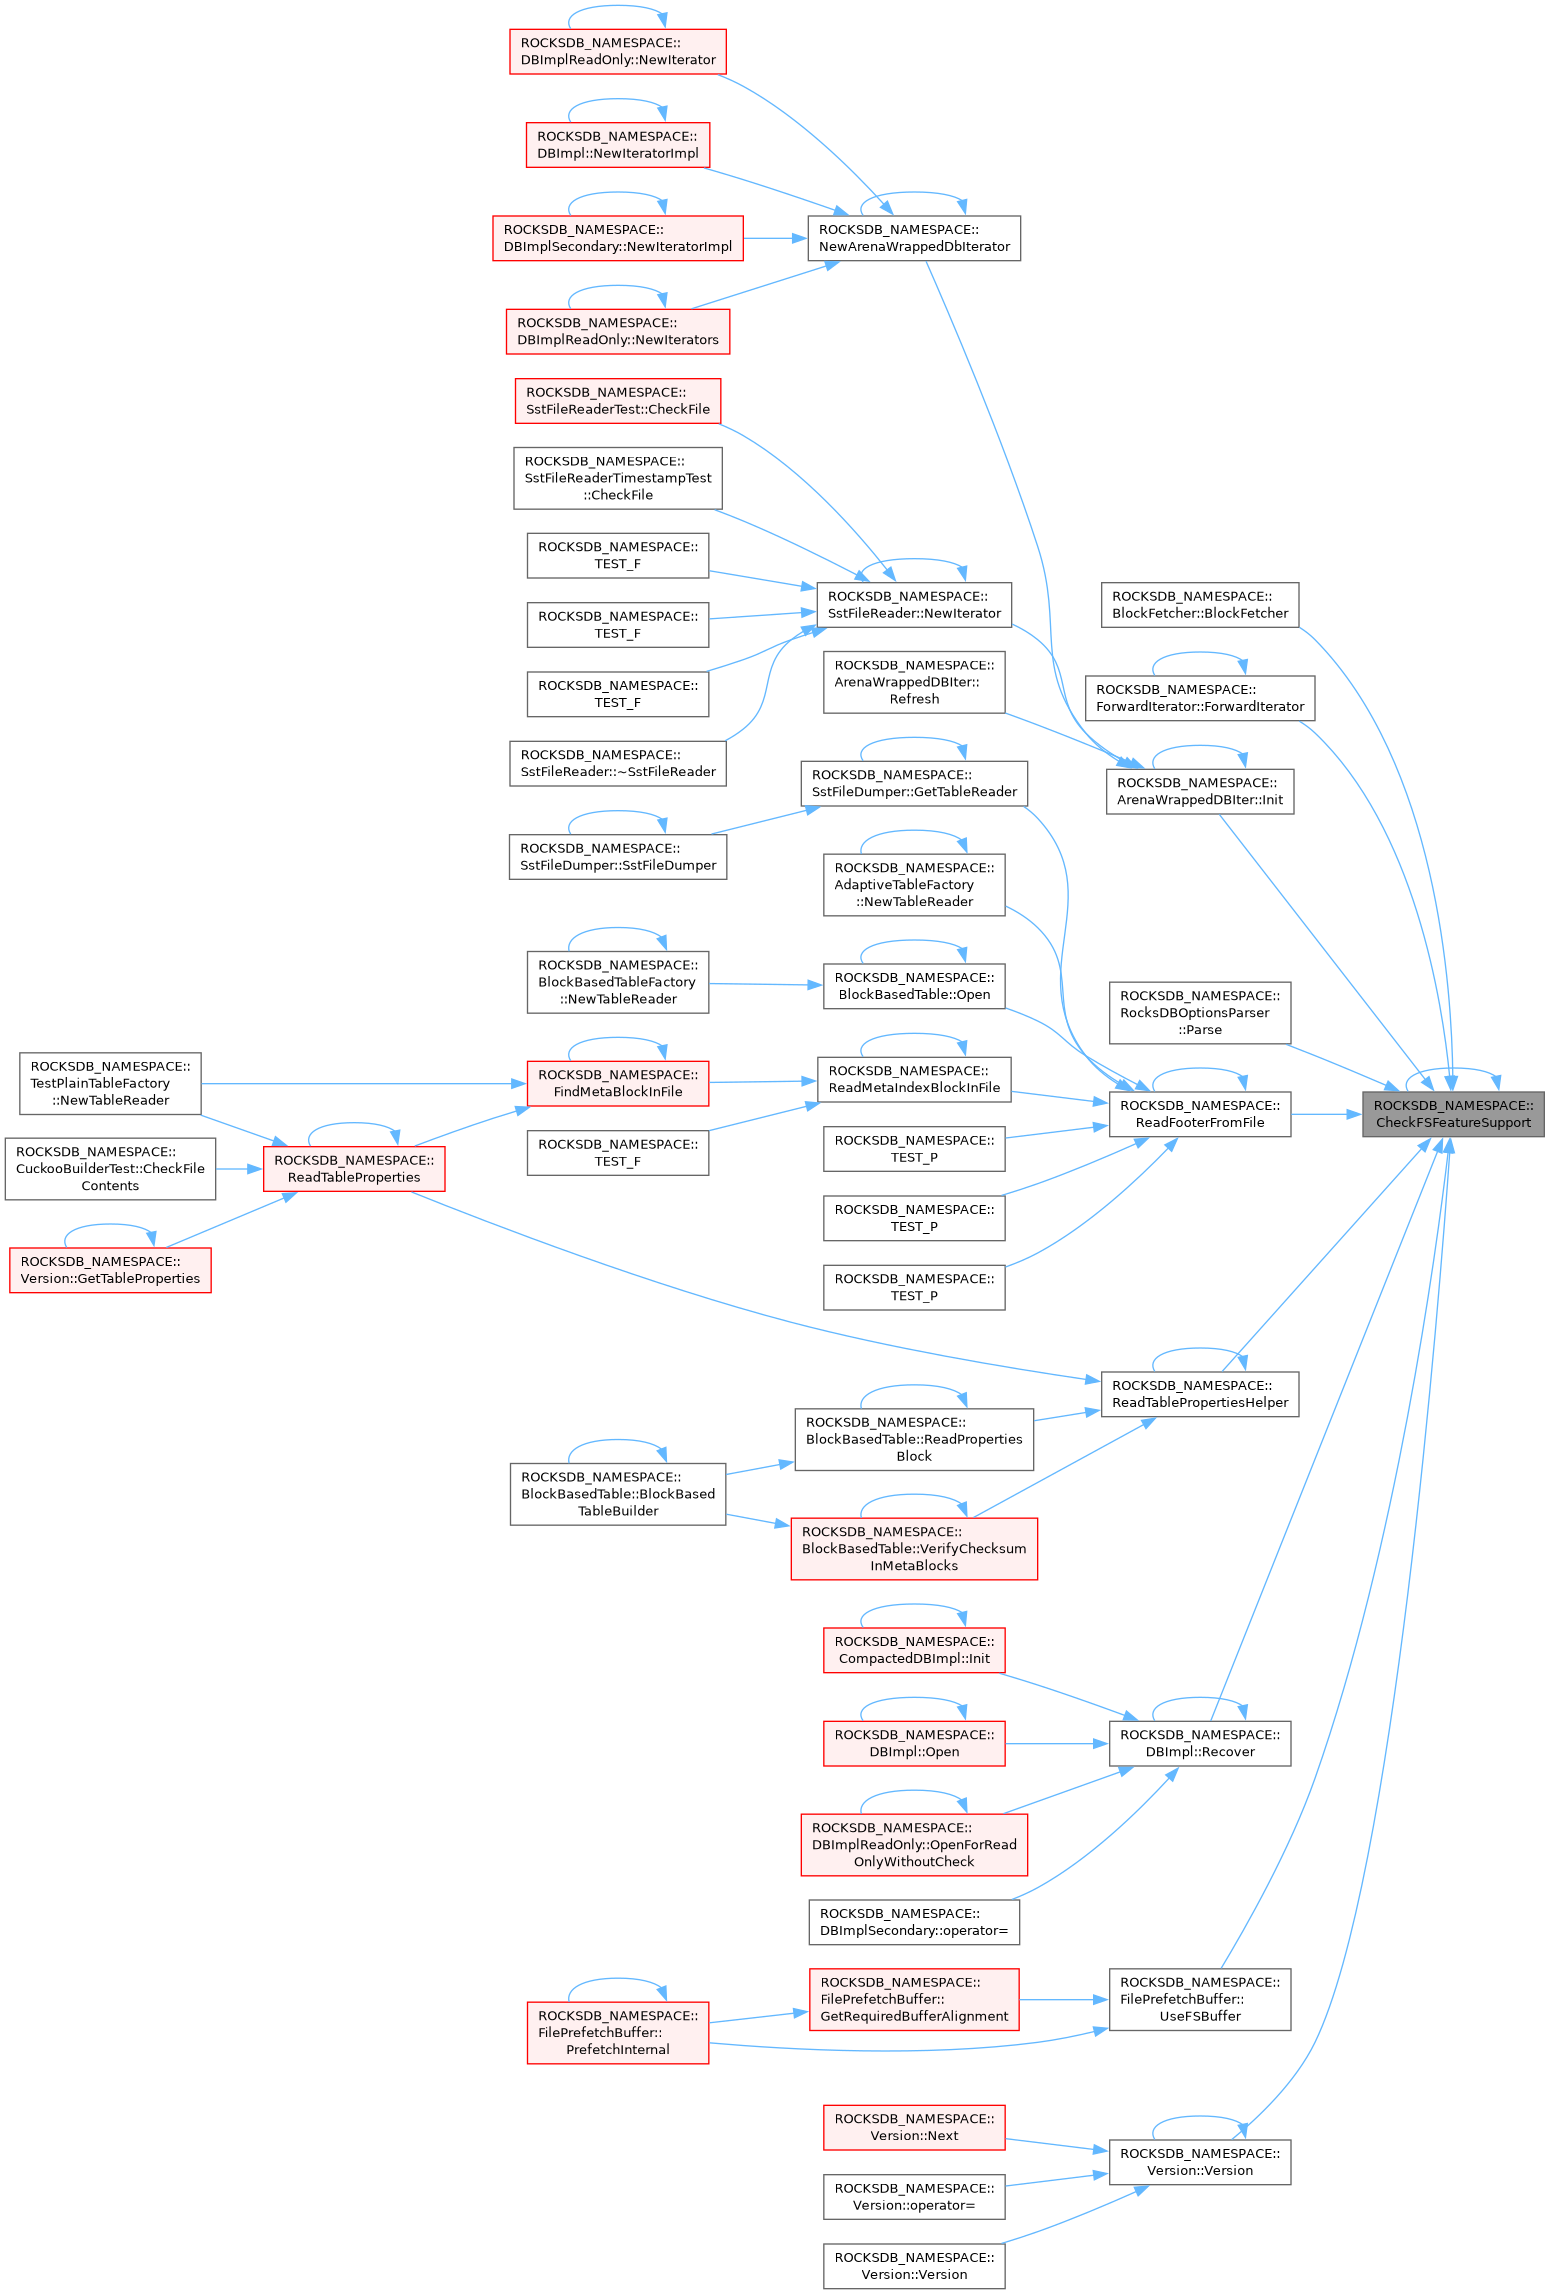 ROCKSDB_NAMESPACE::
DBImplReadOnly::NewIterator
ROCKSDB_NAMESPACE::
DBImpl::NewIteratorImpl
ROCKSDB_NAMESPACE::
DBImplSecondary::NewIteratorImpl
ROCKSDB_NAMESPACE::
NewArenaWrappedDbIterator
ROCKSDB_NAMESPACE::
DBImplReadOnly::NewIterators
ROCKSDB_NAMESPACE::
SstFileReaderTest::CheckFile
ROCKSDB_NAMESPACE::
SstFileReaderTimestampTest
::CheckFile
ROCKSDB_NAMESPACE::
TEST_F
ROCKSDB_NAMESPACE::
SstFileReader::NewIterator
ROCKSDB_NAMESPACE::
BlockFetcher::BlockFetcher
ROCKSDB_NAMESPACE::
TEST_F
ROCKSDB_NAMESPACE::
ArenaWrappedDBIter::
Refresh
ROCKSDB_NAMESPACE::
ForwardIterator::ForwardIterator
ROCKSDB_NAMESPACE::
TEST_F
ROCKSDB_NAMESPACE::
SstFileReader::~SstFileReader
ROCKSDB_NAMESPACE::
SstFileDumper::GetTableReader
ROCKSDB_NAMESPACE::
ArenaWrappedDBIter::Init
ROCKSDB_NAMESPACE::
SstFileDumper::SstFileDumper
ROCKSDB_NAMESPACE::
AdaptiveTableFactory
::NewTableReader
ROCKSDB_NAMESPACE::
BlockBasedTableFactory
::NewTableReader
ROCKSDB_NAMESPACE::
BlockBasedTable::Open
ROCKSDB_NAMESPACE::
RocksDBOptionsParser
::Parse
ROCKSDB_NAMESPACE::
TestPlainTableFactory
::NewTableReader
ROCKSDB_NAMESPACE::
FindMetaBlockInFile
ROCKSDB_NAMESPACE::
ReadMetaIndexBlockInFile
ROCKSDB_NAMESPACE::
ReadFooterFromFile
ROCKSDB_NAMESPACE::
CheckFSFeatureSupport
ROCKSDB_NAMESPACE::
CuckooBuilderTest::CheckFile
Contents
ROCKSDB_NAMESPACE::
ReadTableProperties
ROCKSDB_NAMESPACE::
TEST_F
ROCKSDB_NAMESPACE::
TEST_P
ROCKSDB_NAMESPACE::
TEST_P
ROCKSDB_NAMESPACE::
Version::GetTableProperties
ROCKSDB_NAMESPACE::
TEST_P
ROCKSDB_NAMESPACE::
ReadTablePropertiesHelper
ROCKSDB_NAMESPACE::
BlockBasedTable::ReadProperties
Block
ROCKSDB_NAMESPACE::
BlockBasedTable::BlockBased
TableBuilder
ROCKSDB_NAMESPACE::
BlockBasedTable::VerifyChecksum
InMetaBlocks
ROCKSDB_NAMESPACE::
CompactedDBImpl::Init
ROCKSDB_NAMESPACE::
DBImpl::Open
ROCKSDB_NAMESPACE::
DBImpl::Recover
ROCKSDB_NAMESPACE::
DBImplReadOnly::OpenForRead
OnlyWithoutCheck
ROCKSDB_NAMESPACE::
DBImplSecondary::operator=
ROCKSDB_NAMESPACE::
FilePrefetchBuffer::
PrefetchInternal
ROCKSDB_NAMESPACE::
FilePrefetchBuffer::
GetRequiredBufferAlignment
ROCKSDB_NAMESPACE::
FilePrefetchBuffer::
UseFSBuffer
ROCKSDB_NAMESPACE::
Version::Next
ROCKSDB_NAMESPACE::
Version::Version
ROCKSDB_NAMESPACE::
Version::operator=
ROCKSDB_NAMESPACE::
Version::Version